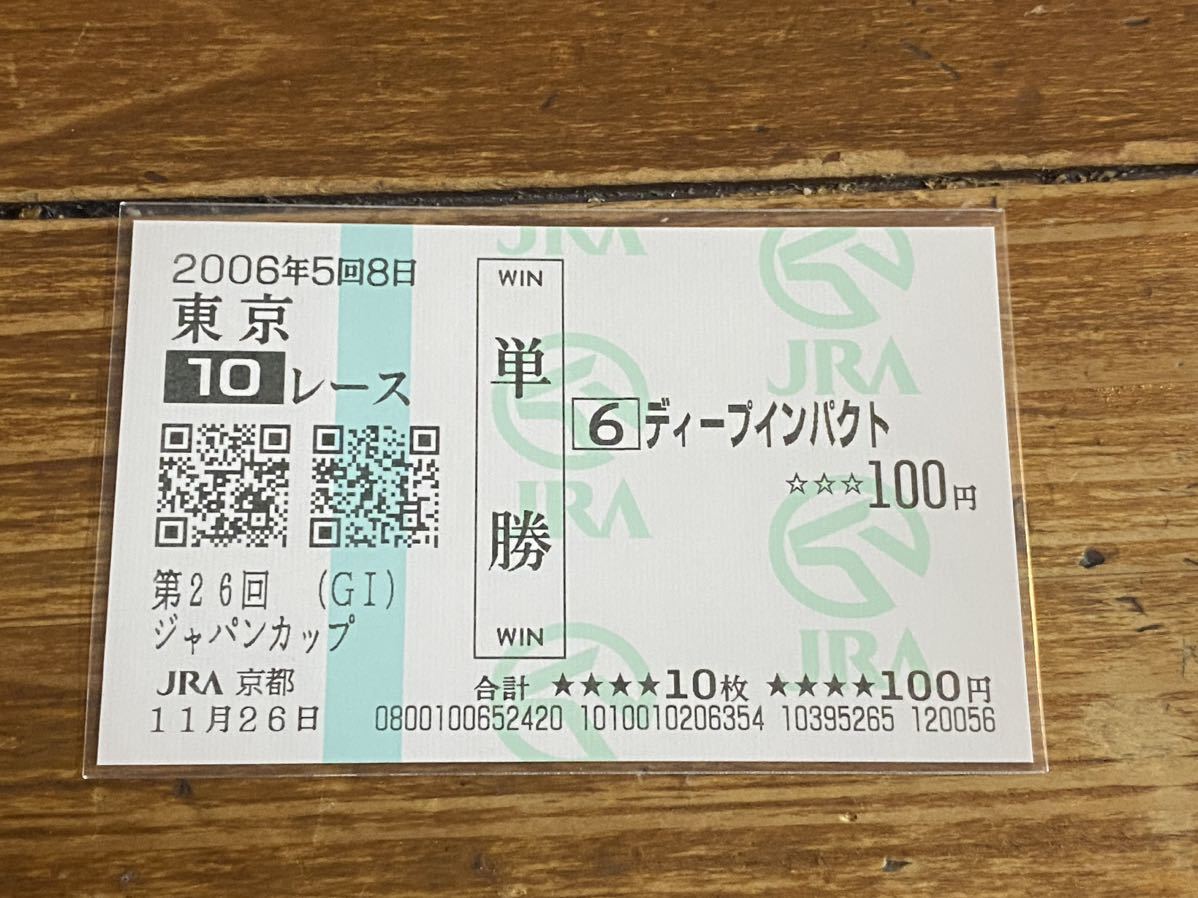 2006年5回8日
東京
10レース
第26回 (GⅠ)
ジャパンカップ
JRA 京都
11月26日
WIN
単勝
WIN
6 ディープインパクト
☆☆☆100円
合計 ★★★★10枚 ★★★★100円
0800100652420 1010010206354 10395265 120056
JRA
JRA
JRA
JRA